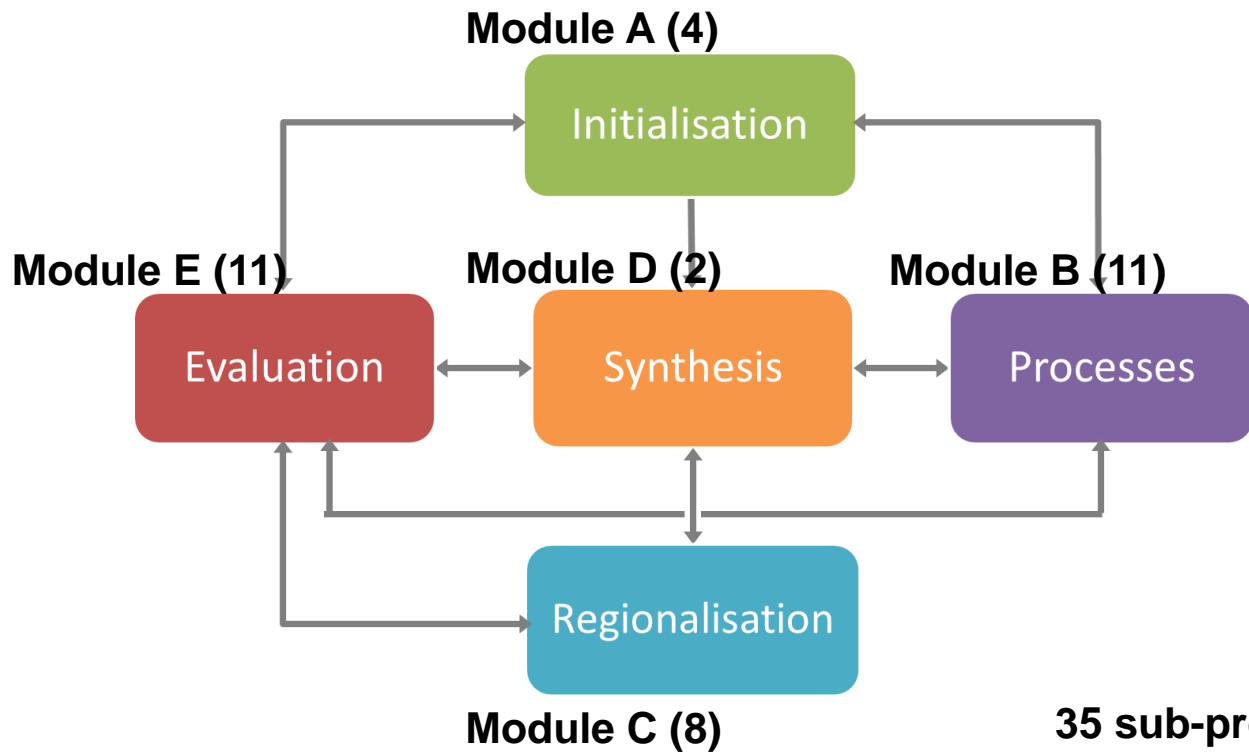 Module A (4)
Initialisation
Module E (11)
Module D (2)
Module B (11)
Evaluation
Synthesis
Processes
Regionalisation
Module C (8)
35 sub-pr